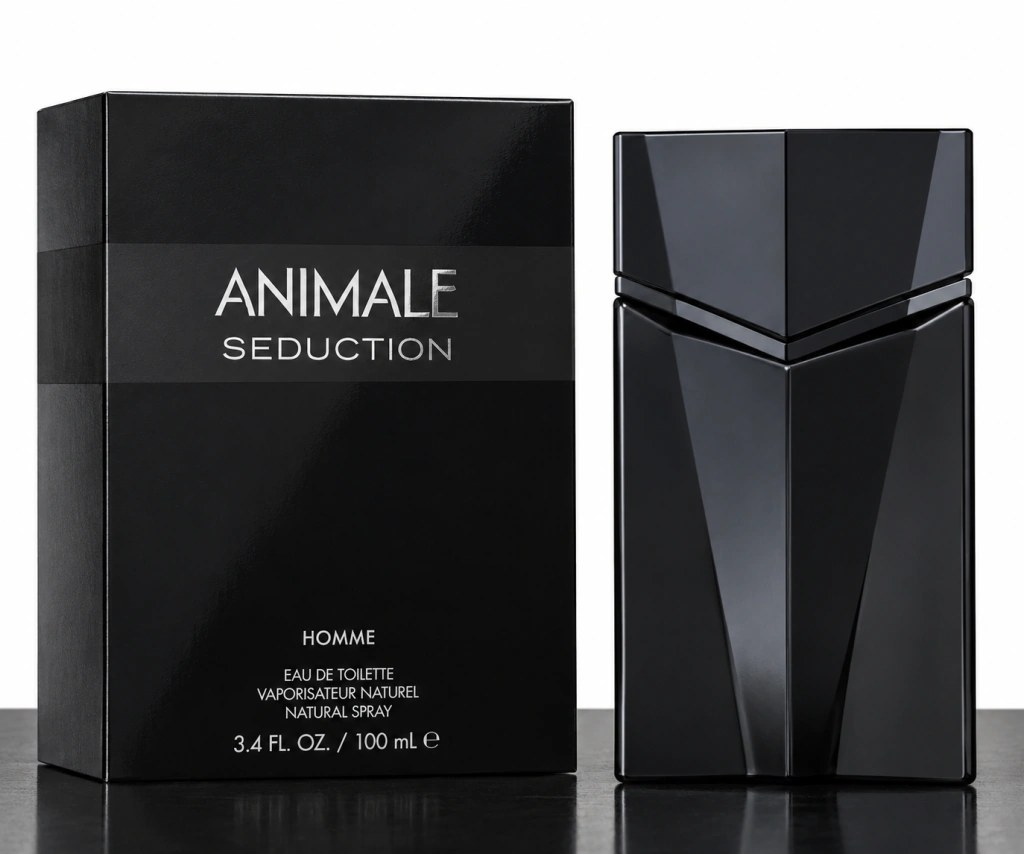 ANIMALE
SEDUCTION
HOMME
EAU DE TOILETTE
VAPORISATEUR NATUREL
NATURAL SPRAY
3.4 FL. OZ. / 100 mL ℮